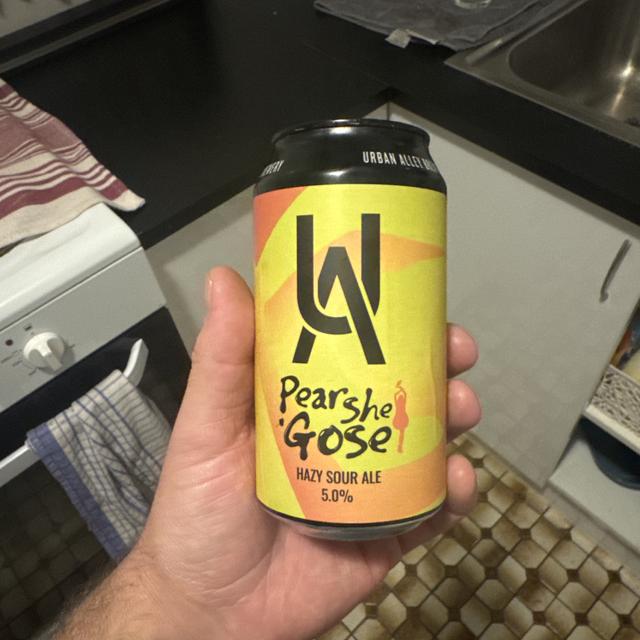 URBAN ALLEY
UA
Pear she
'Gose
HAZY SOUR ALE
5.0%